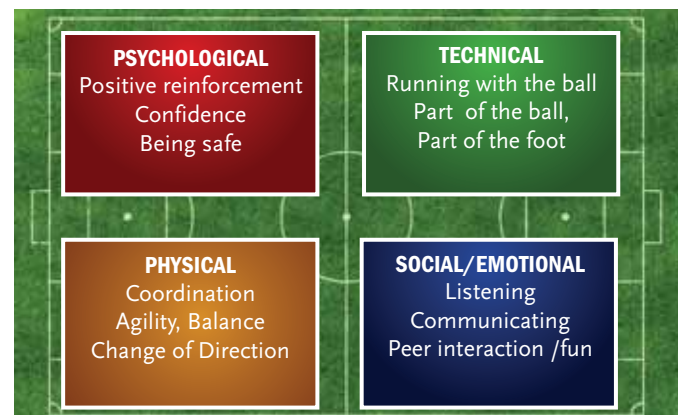 PSYCHOLOGICAL
Positive reinforcement
Confidence
Being safe
TECHNICAL
Running with the ball
Part of the ball,
Part of the foot
PHYSICAL
Coordination
Agility, Balance
Change of Direction
SOCIAL/EMOTIONAL
Listening
Communicating
Peer interaction /fun